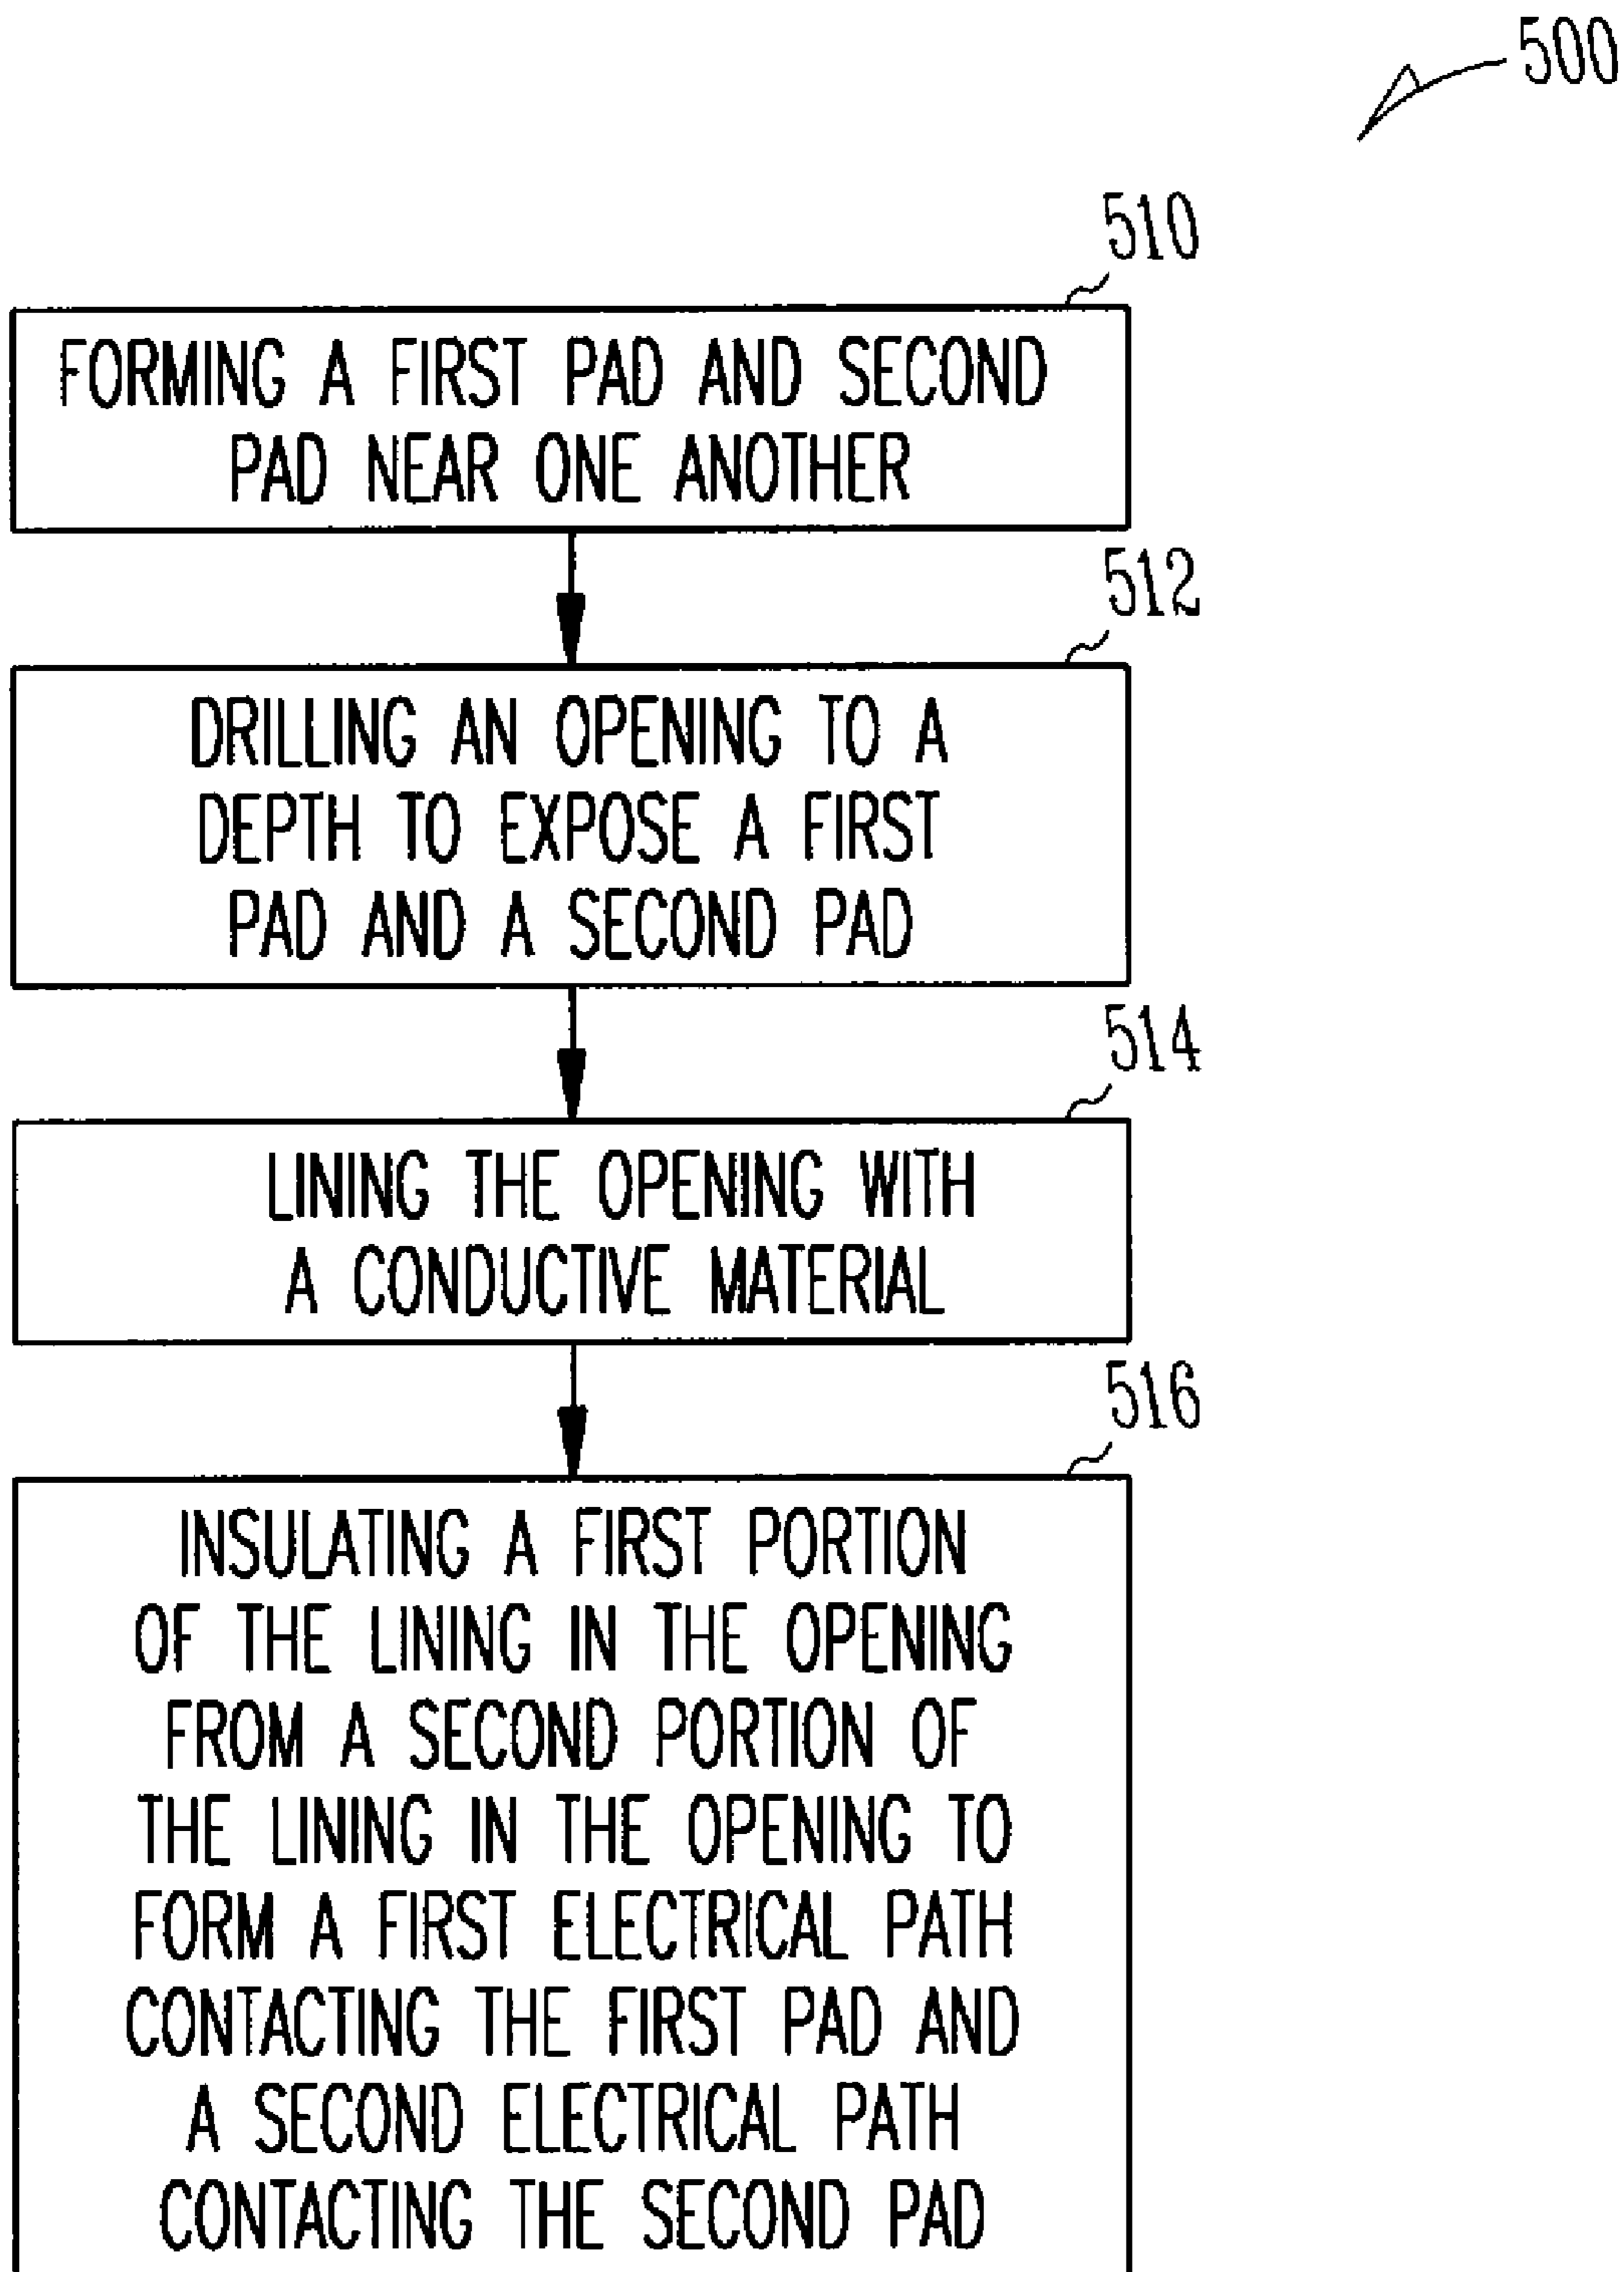 500
510
FORMING A FIRST PAD AND SECOND
PAD NEAR ONE ANOTHER
512
DRILLING AN OPENING TO A
DEPTH TO EXPOSE A FIRST
PAD AND A SECOND PAD
514
LINING THE OPENING WITH
A CONDUCTIVE MATERIAL
516
INSULATING A FIRST PORTION
OF THE LINING IN THE OPENING
FROM A SECOND PORTION OF
THE LINING IN THE OPENING TO
FORM A FIRST ELECTRICAL PATH
CONTACTING THE FIRST PAD AND
A SECOND ELECTRICAL PATH
CONTACTING THE SECOND PAD